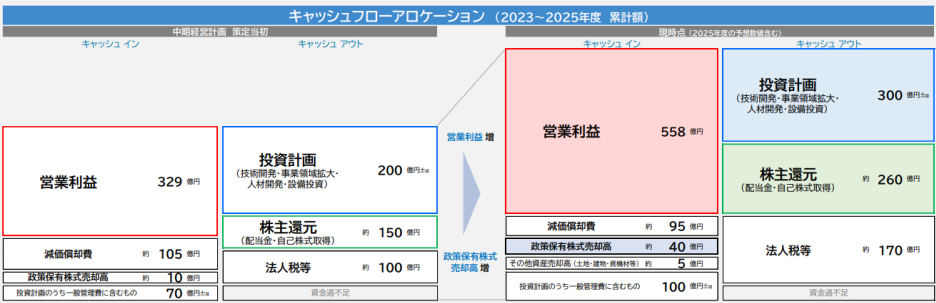 キャッシュフローアロケーション（2023～2025年度 累計額）
中期経営計画 策定当初
キャッシュ イン
キャッシュ アウト
営業利益 329 億円
減価償却費 約 105 億円
政策保有株式売却高 約 10 億円
投資計画のうち一般管理費に含むもの 70 億円±α
投資計画
（技術開発・事業領域拡大・
人材開発・設備投資）
200 億円±α
株主還元
（配当金・自己株式取得）
約 150 億円
法人税等 約 100 億円
資金過不足
営業利益 増
政策保有株式
売却高 増
現時点（2025年度の予想数値含む）
キャッシュ イン
キャッシュ アウト
営業利益 558 億円
減価償却費 約 95 億円
政策保有株式売却高 約 40 億円
その他資産売却高（土地・建物・資機材等） 約 5 億円
投資計画のうち一般管理費に含むもの 100 億円±α
投資計画
（技術開発・事業領域拡大・
人材開発・設備投資）
300 億円±α
株主還元
（配当金・自己株式取得）
約 260 億円
法人税等 約 170 億円
資金過不足